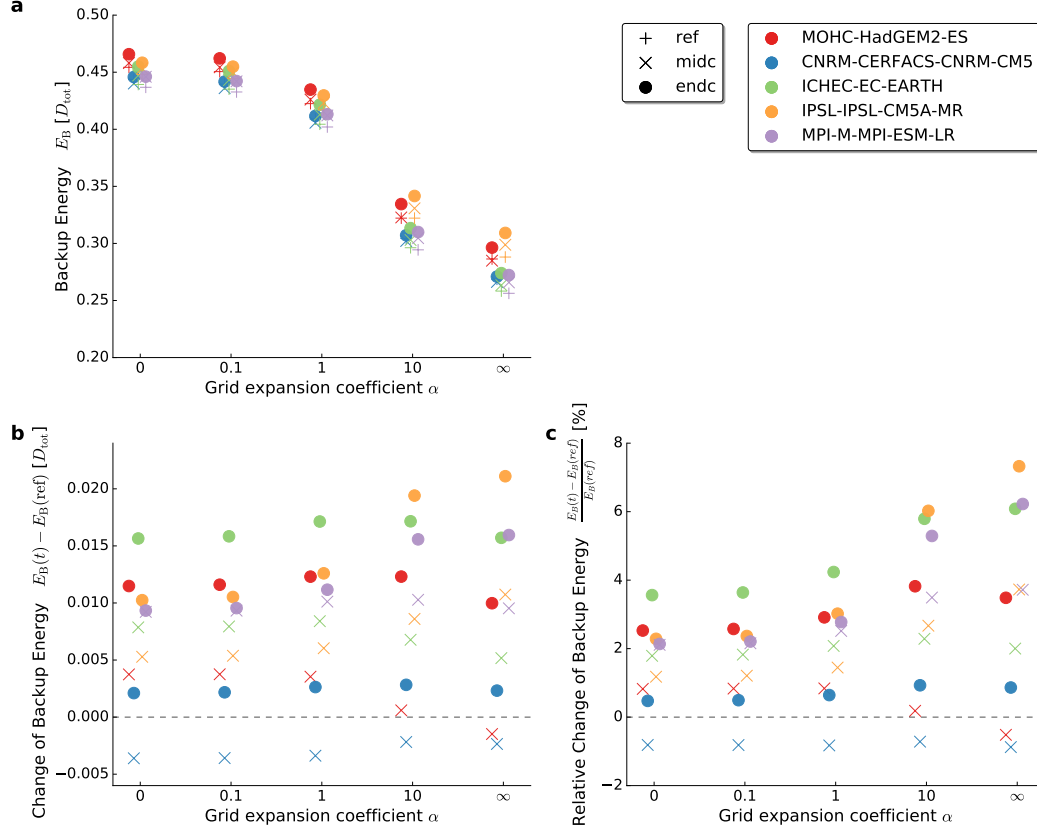 a
0.50
0.45
0.40
0.35
0.30
0.25
0.20
Backup Energy E_B [D_tot]
0 0.1 1 10 ∞
Grid expansion coefficient α
ref
midc
endc
MOHC-HadGEM2-ES
CNRM-CERFACS-CNRM-CM5
ICHEC-EC-EARTH
IPSL-IPSL-CM5A-MR
MPI-M-MPI-ESM-LR
b
0.020
0.015
0.010
0.005
0.000
−0.005
Change of Backup Energy E_B(t) − E_B(ref) [D_tot]
0 0.1 1 10 ∞
Grid expansion coefficient α
c
8
6
4
2
0
−2
Relative Change of Backup Energy \frac{E_B(t) − E_B(ref)}{E_B(ref)} [%]
0 0.1 1 10 ∞
Grid expansion coefficient α